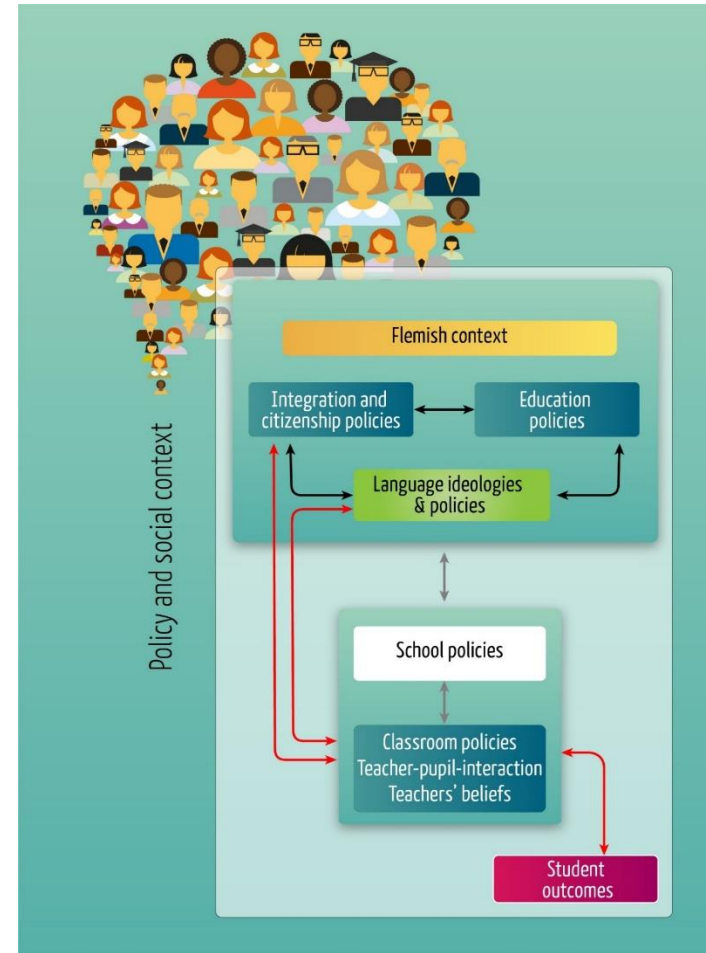 Policy and social context
Flemish context
Integration and
citizenship policies
Education
policies
Language ideologies
& policies
School policies
Classroom policies
Teacher-pupil-interaction
Teachers' beliefs
Student
outcomes